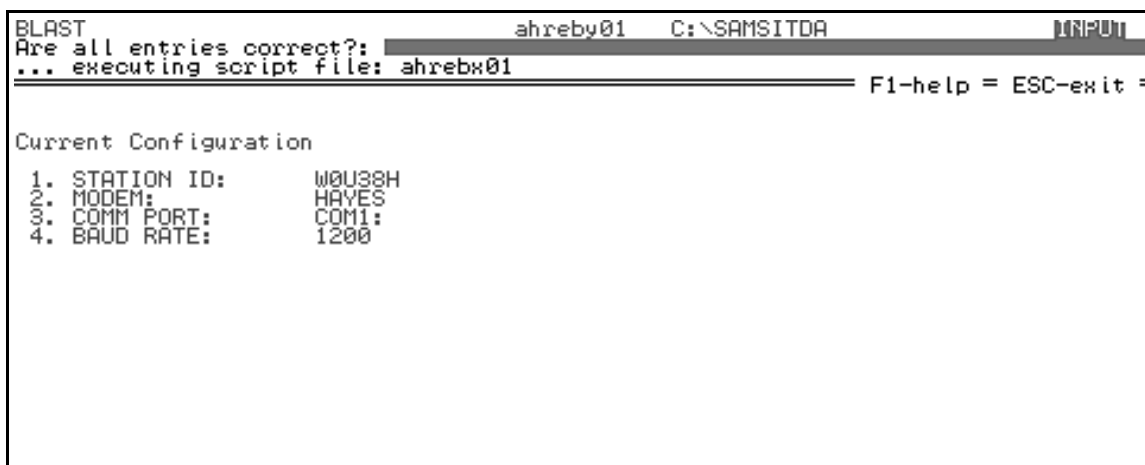 BLAST ahreby01 C:\SAMSITDA INPUT
Are all entries correct?:
... executing script file: ahrebx01
F1-help = ESC-exit =
Current Configuration
1. STATION ID: W0U38H
2. MODEM: HAYES
3. COMM PORT: COM1:
4. BAUD RATE: 1200